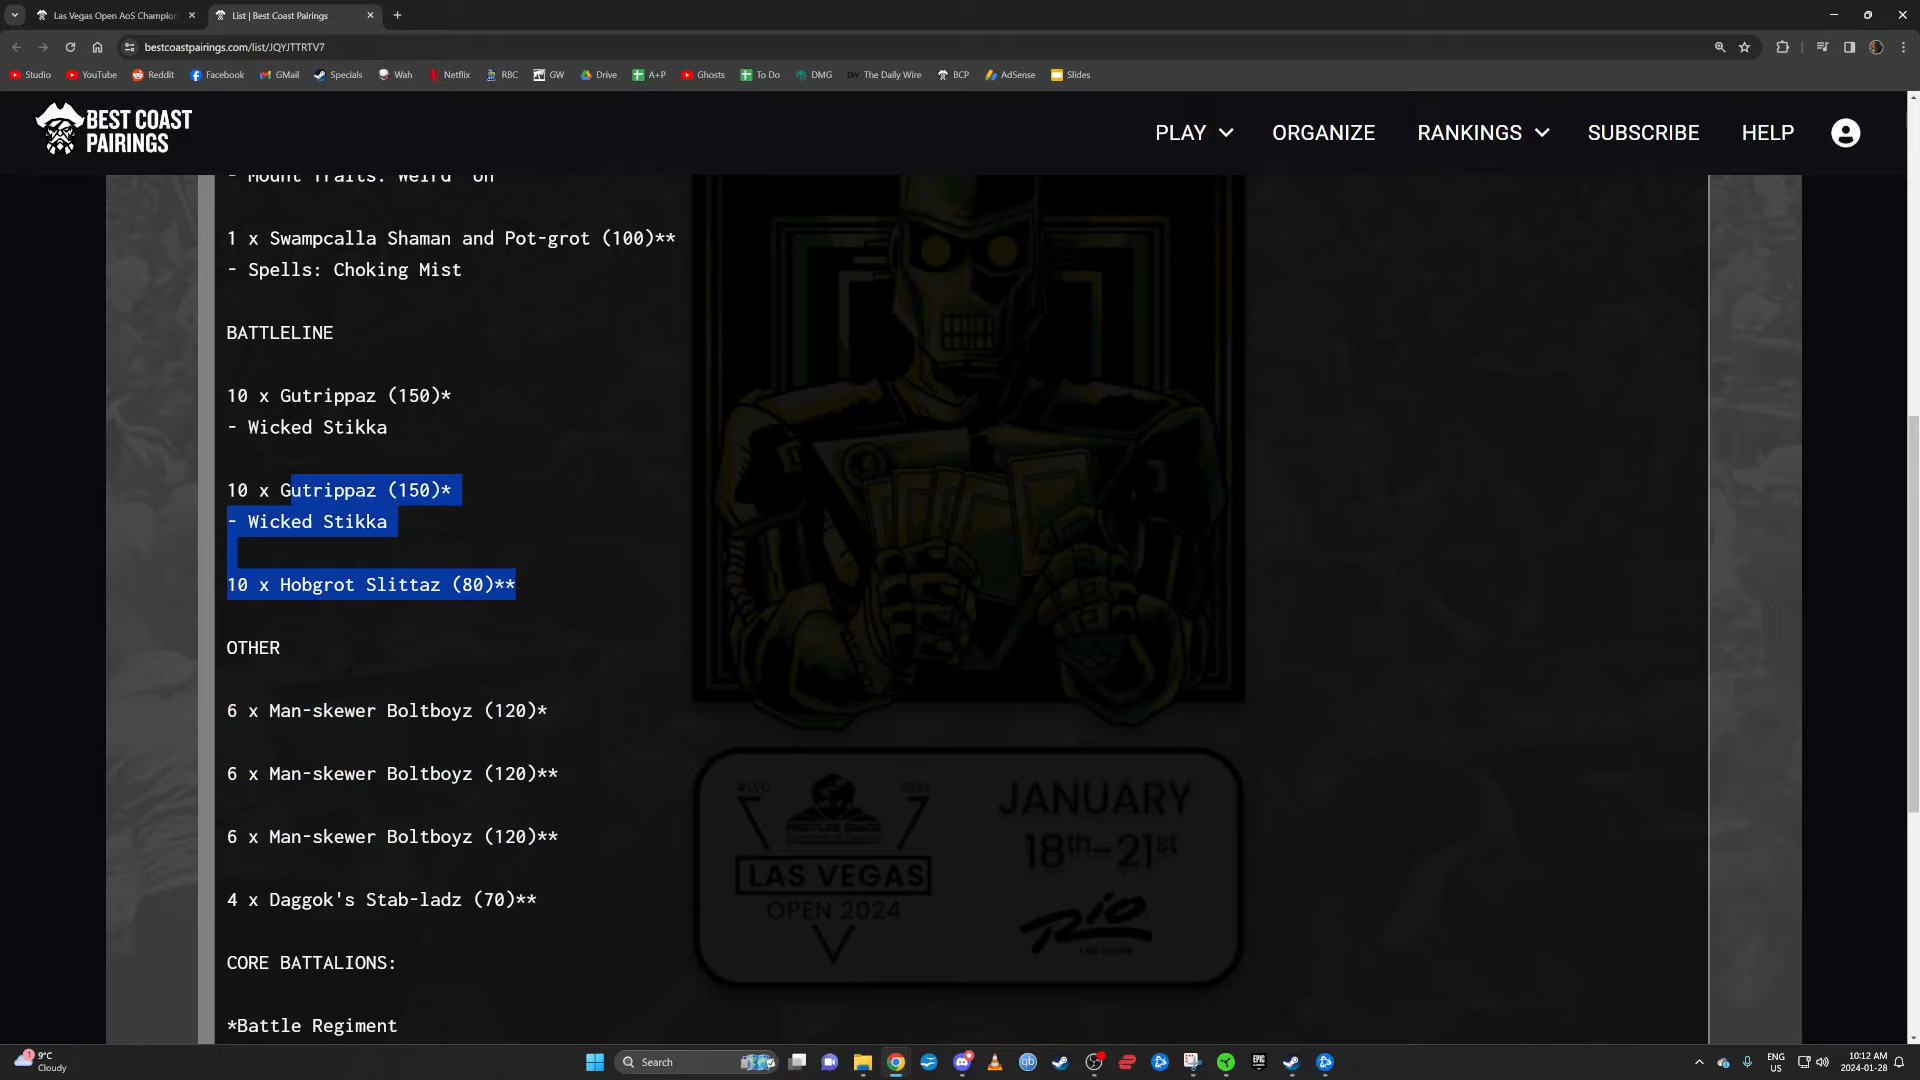 Las Vegas Open AoS Champion
List | Best Coast Pairings
bestcoastpairings.com/list/JQYJTTRTV7
Studio
YouTube
Reddit
Facebook
GMail
Specials
Wah
Netflix
RBC
GW
Drive
A+P
Ghosts
To Do
DMG
The Daily Wire
BCP
AdSense
Slides
BEST COAST
PAIRINGS
PLAY
ORGANIZE
RANKINGS
SUBSCRIBE
HELP
- Mount Traits: Weird 'un
1 x Swampcalla Shaman and Pot-grot (100)**
- Spells: Choking Mist
BATTLELINE
10 x Gutrippaz (150)*
- Wicked Stikka
10 x Gutrippaz (150)*
- Wicked Stikka
10 x Hobgrot Slittaz (80)**
OTHER
6 x Man-skewer Boltboyz (120)*
6 x Man-skewer Boltboyz (120)**
6 x Man-skewer Boltboyz (120)**
4 x Daggok's Stab-ladz (70)**
CORE BATTALIONS:
*Battle Regiment
LAS VEGAS
OPEN 2024
JANUARY
18th-21st
Rio
9°C
Cloudy
Search
ENG
US
10:12 AM
2024-01-28